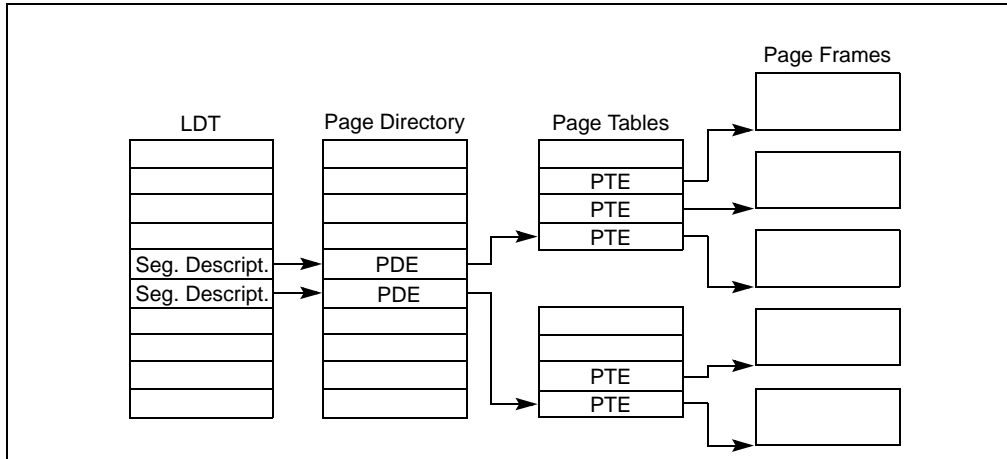 Page Frames
LDT
Page Directory
Page Tables
PTE
PTE
PTE
Seg. Descript.
PDE
Seg. Descript.
PDE
PTE
PTE